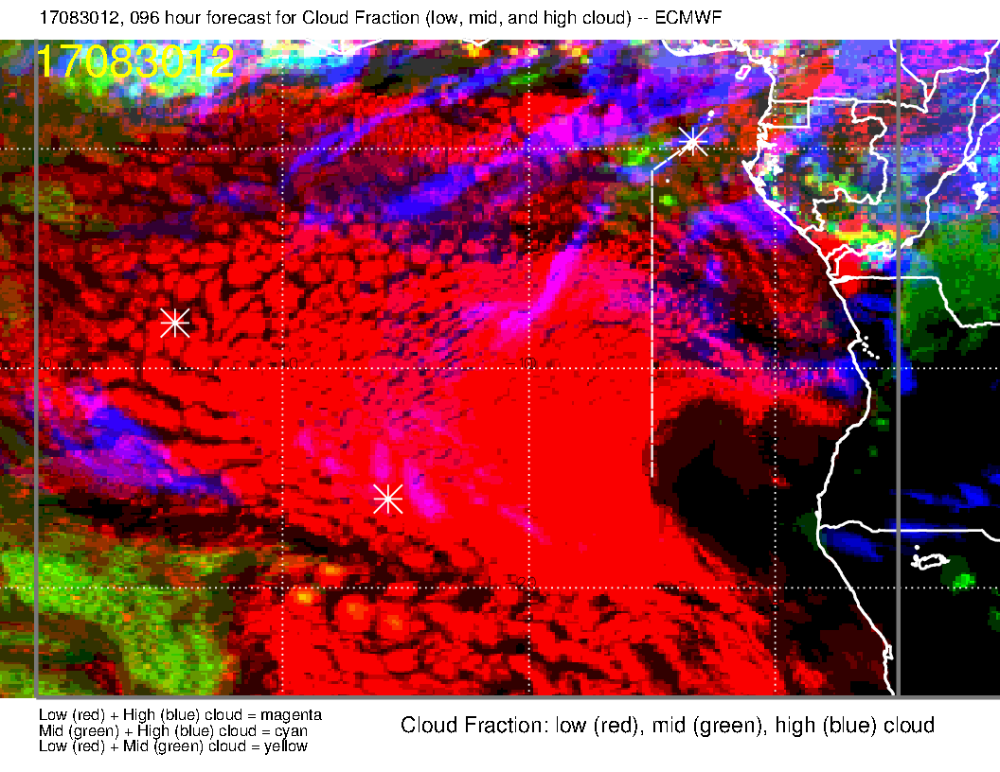 17083012, 096 hour forecast for Cloud Fraction (low, mid, and high cloud) -- ECMWF
17083012
Low (red) + High (blue) cloud = magenta
Mid (green) + High (blue) cloud = cyan
Low (red) + Mid (green) cloud = yellow
Cloud Fraction: low (red), mid (green), high (blue) cloud